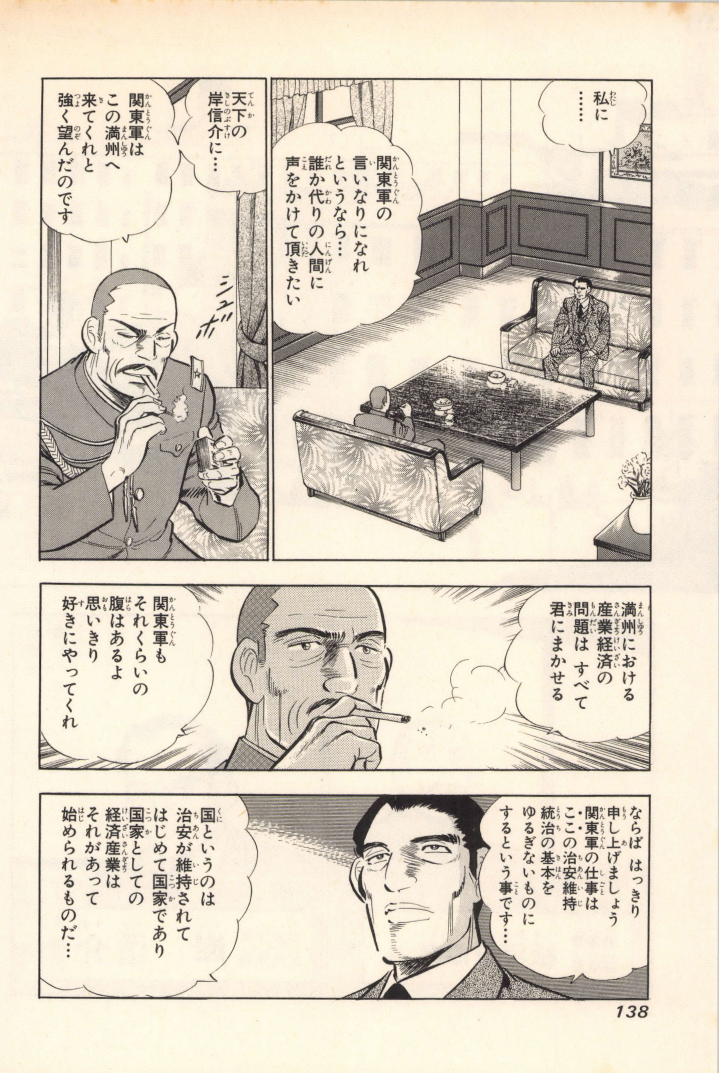 私に
……
関東軍の
言いなりになれ
というなら…
誰か代りの人間に
声をかけて頂きたい
天下の
岸信介に…
関東軍は
この満州へ
来てくれと
強く望んだのです
シュボッ
満州における
産業経済の
問題は すべて
君にまかせる
関東軍も
それくらいの
腹はあるよ
思いきり
好きにやってくれ
ならば はっきり
申し上げましょう
関東軍の仕事は
ここの治安維持
統治の基本を
ゆるぎないものに
するという事です…
国というのは
治安が維持されて
はじめて国家であり
国家としての
経済産業は
それがあって
始められるものだ…
138